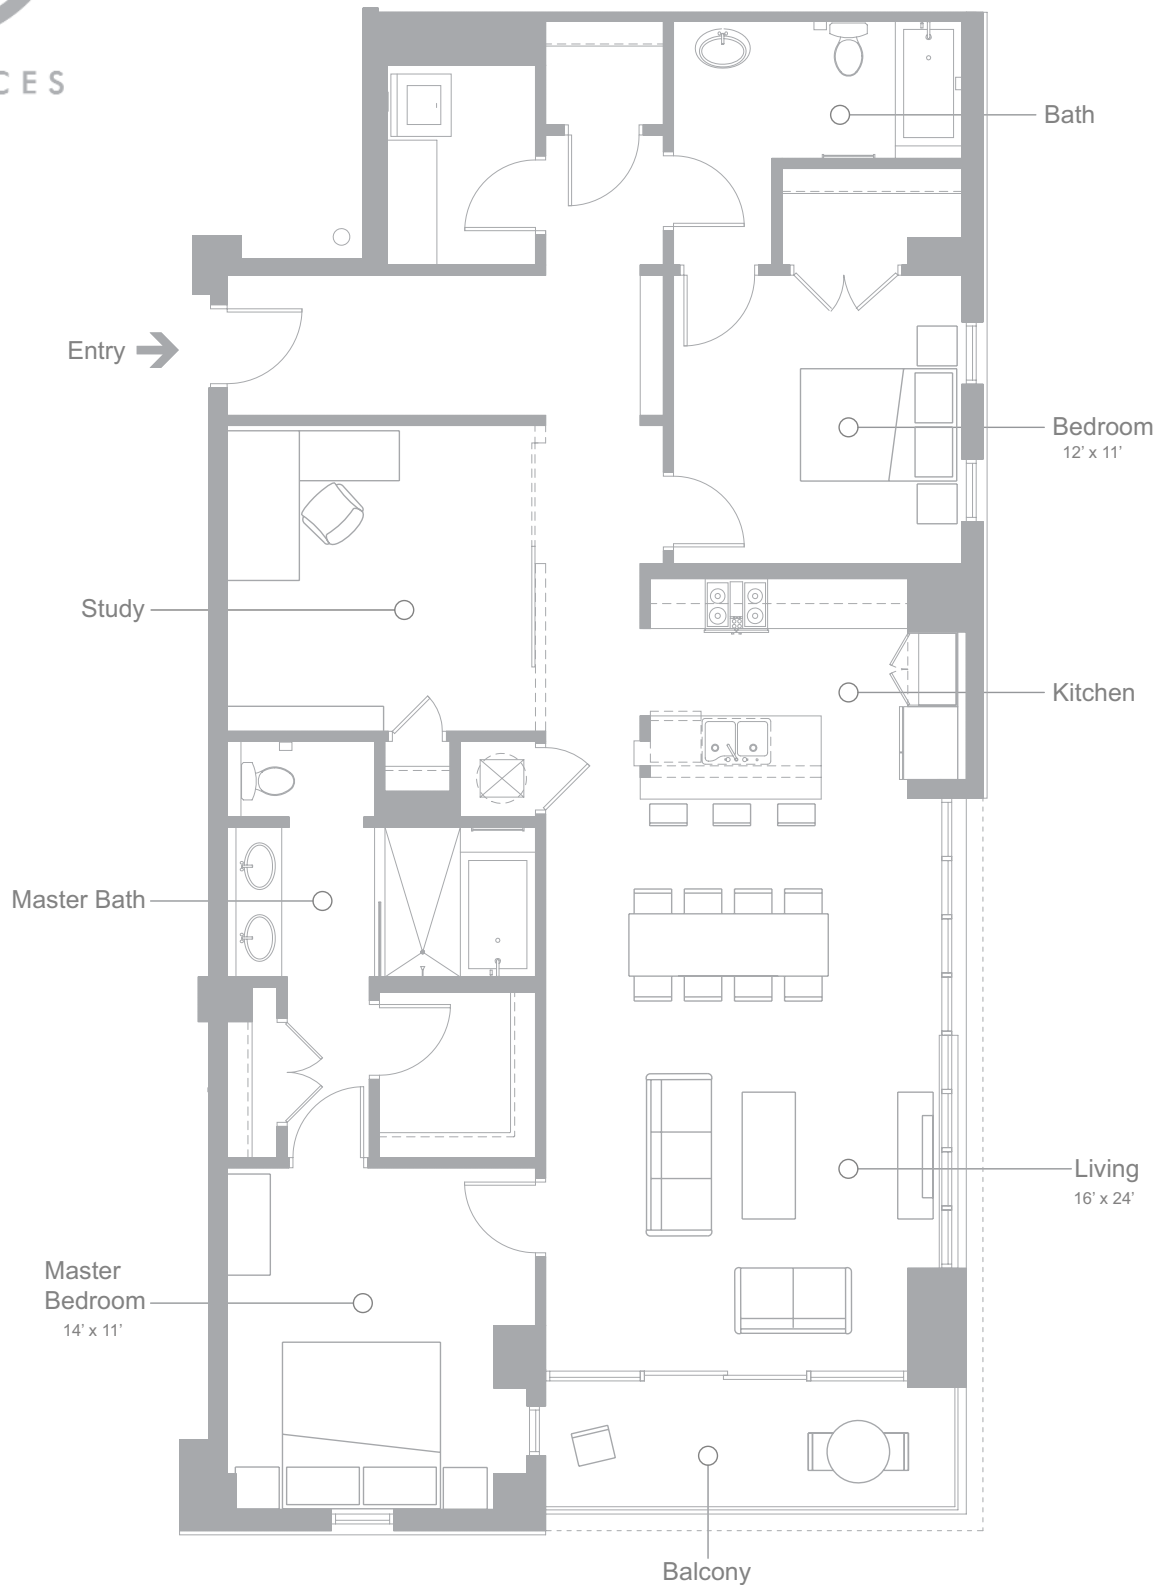 CES
Bath
Entry
Bedroom
12’ x 11’
Study
Kitchen
Master Bath
Living
16’ x 24’
Master
Bedroom
14’ x 11’
Balcony